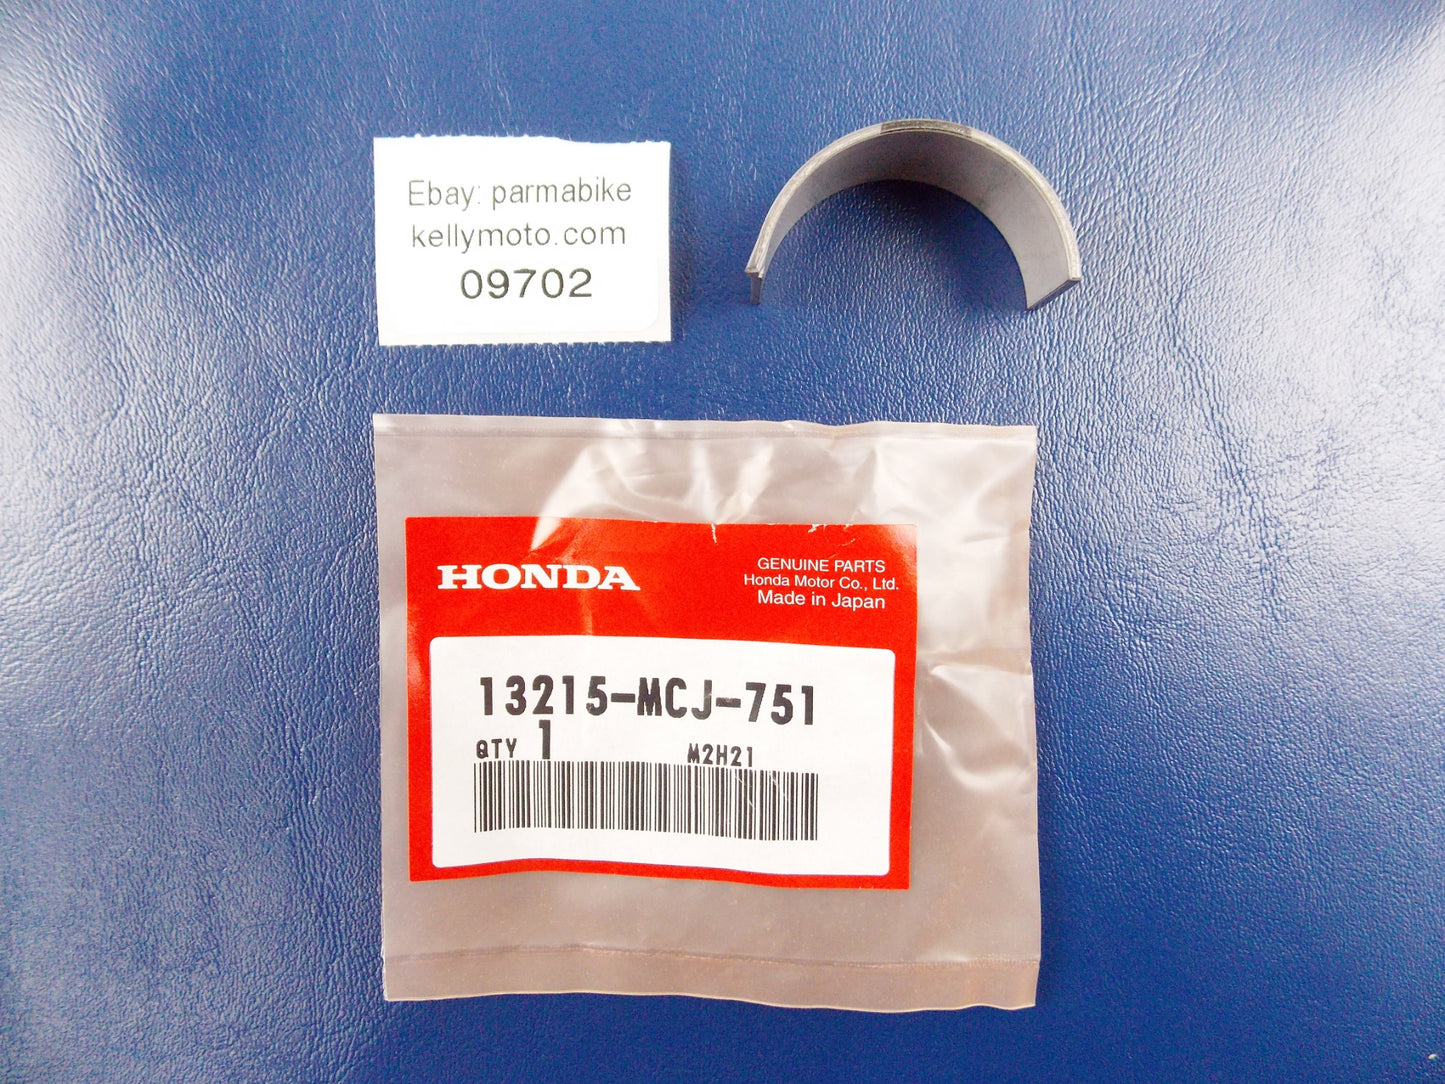 Ebay: parmabike
kellymoto.com
09702
HONDA
GENUINE PARTS
Honda Motor Co., Ltd.
Made in Japan
13215-MCJ-751
QTY 1 M2H21